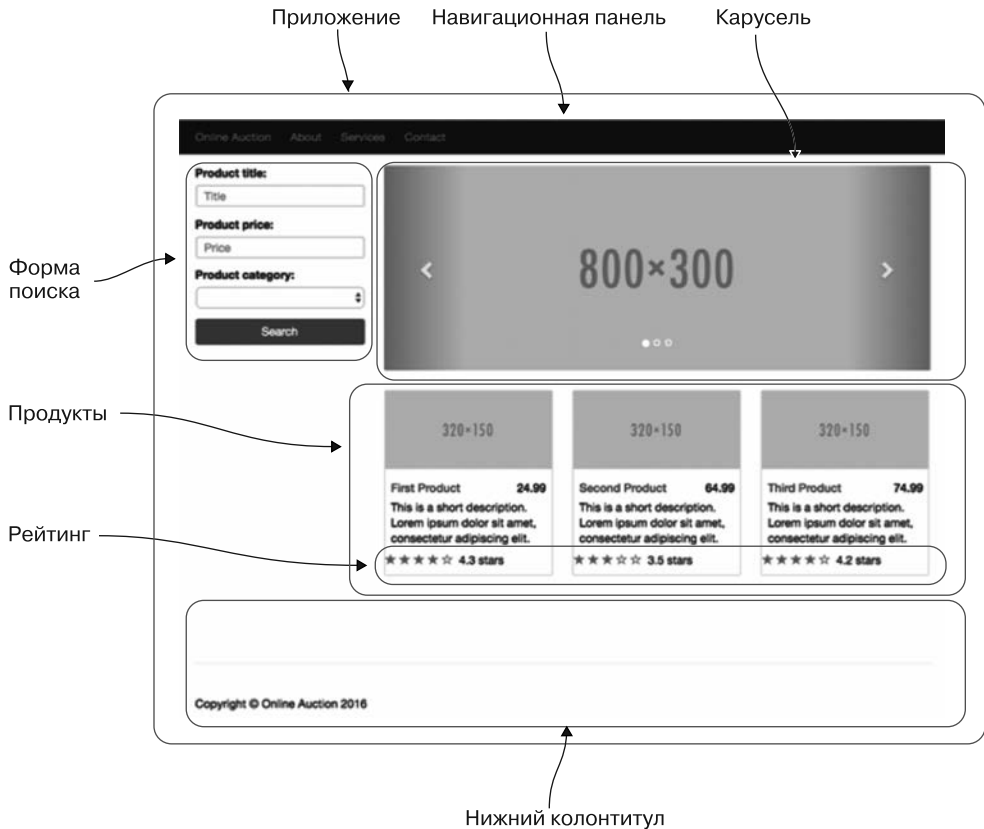 Приложение
Навигационная панель
Карусель
Online Auction About Services Contact
Product title:
Title
Product price:
Price
Product category:
Search
Форма
поиска
800×300
Продукты
320×150
320×150
320×150
First Product 24.99
This is a short description.
Lorem ipsum dolor sit amet,
consectetur adipiscing elit.
4.3 stars
Second Product 64.99
This is a short description.
Lorem ipsum dolor sit amet,
consectetur adipiscing elit.
3.5 stars
Third Product 74.99
This is a short description.
Lorem ipsum dolor sit amet,
consectetur adipiscing elit.
4.2 stars
Рейтинг
Copyright © Online Auction 2016
Нижний колонтитул